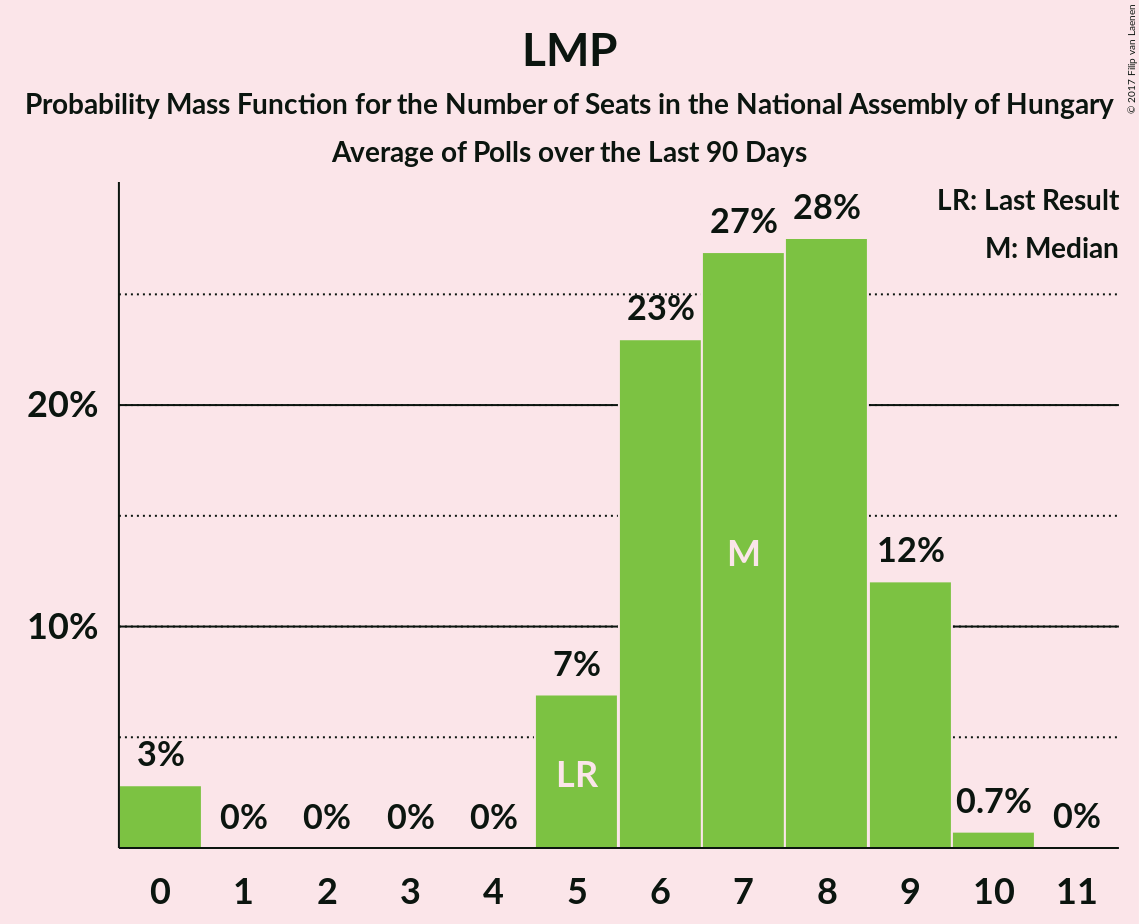 LMP
Probability Mass Function for the Number of Seats in the National Assembly of Hungary
Average of Polls over the Last 90 Days
© 2017 Filip van Laenen
LR: Last Result
M: Median
28%
27%
23%
20%
12%
10%
7%
3%
0%
0%
0%
0%
0.7%
0%
M
LR
0 1 2 3 4 5 6 7 8 9 10 11